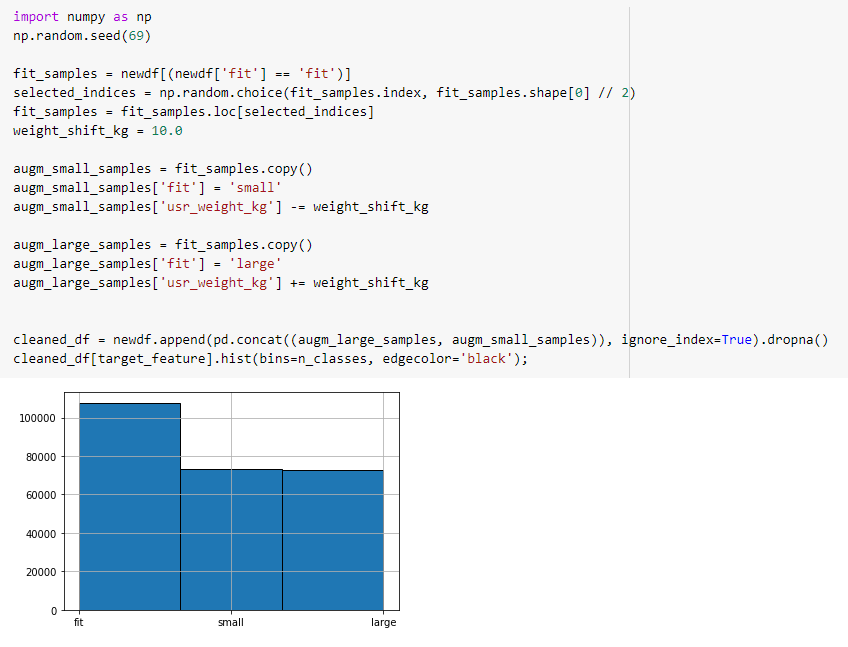 import numpy as np
np.random.seed(69)
fit_samples = newdf[(newdf['fit'] == 'fit')]
selected_indices = np.random.choice(fit_samples.index, fit_samples.shape[0] // 2)
fit_samples = fit_samples.loc[selected_indices]
weight_shift_kg = 10.0
augm_small_samples = fit_samples.copy()
augm_small_samples['fit'] = 'small'
augm_small_samples['usr_weight_kg'] -= weight_shift_kg
augm_large_samples = fit_samples.copy()
augm_large_samples['fit'] = 'large'
augm_large_samples['usr_weight_kg'] += weight_shift_kg
cleaned_df = newdf.append(pd.concat((augm_large_samples, augm_small_samples)), ignore_index=True).dropna()
cleaned_df[target_feature].hist(bins=n_classes, edgecolor='black');
100000
80000
60000
40000
20000
0
fit small large